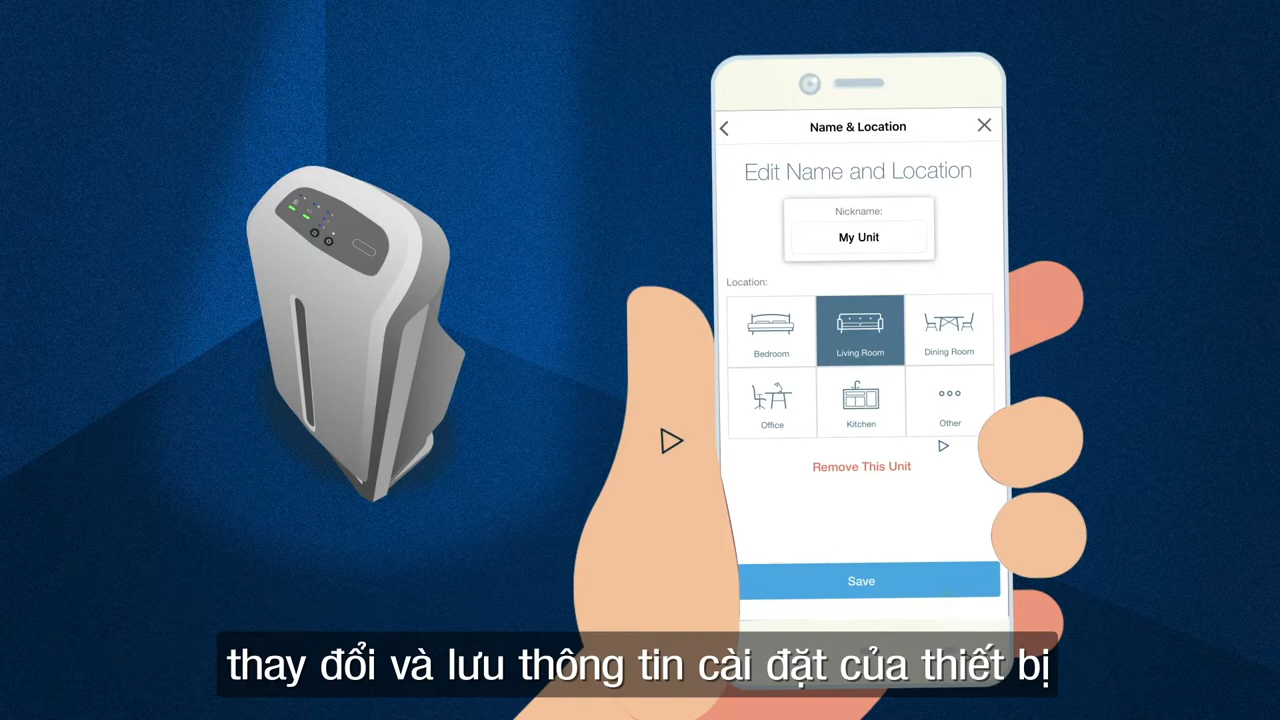 Name & Location
Edit Name and Location
Nickname:
My Unit
Location:
Bedroom
Living Room
Dining Room
Office
Kitchen
Other
Remove This Unit
Save
thay đổi và lưu thông tin cài đặt của thiết bị